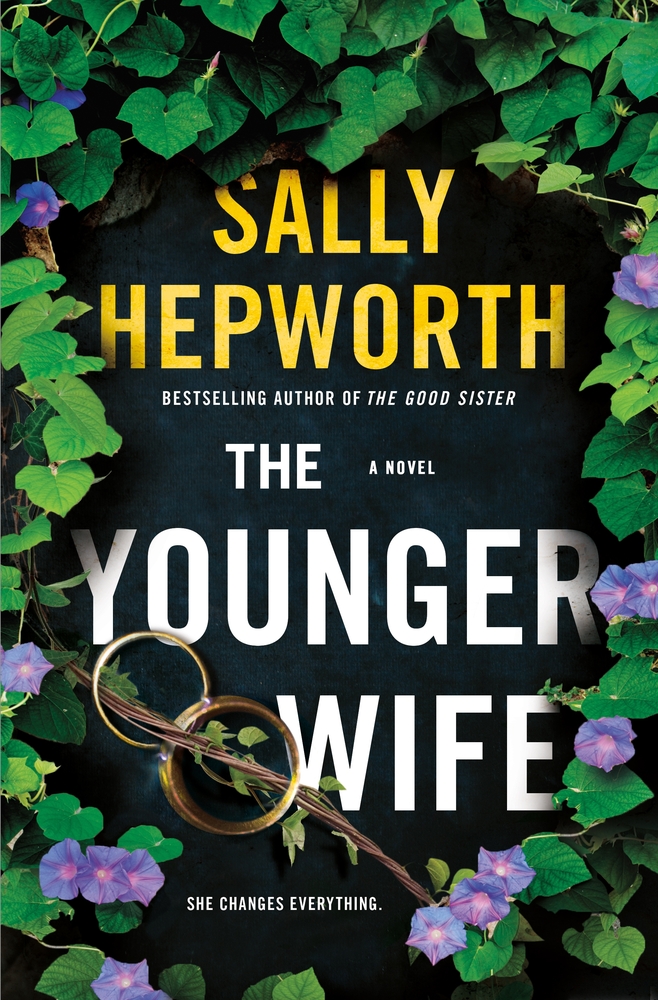 SALLY
HEPWORTH
BESTSELLING AUTHOR OF THE GOOD SISTER
THE
A NOVEL
YOUNGER
WIFE
SHE CHANGES EVERYTHING.